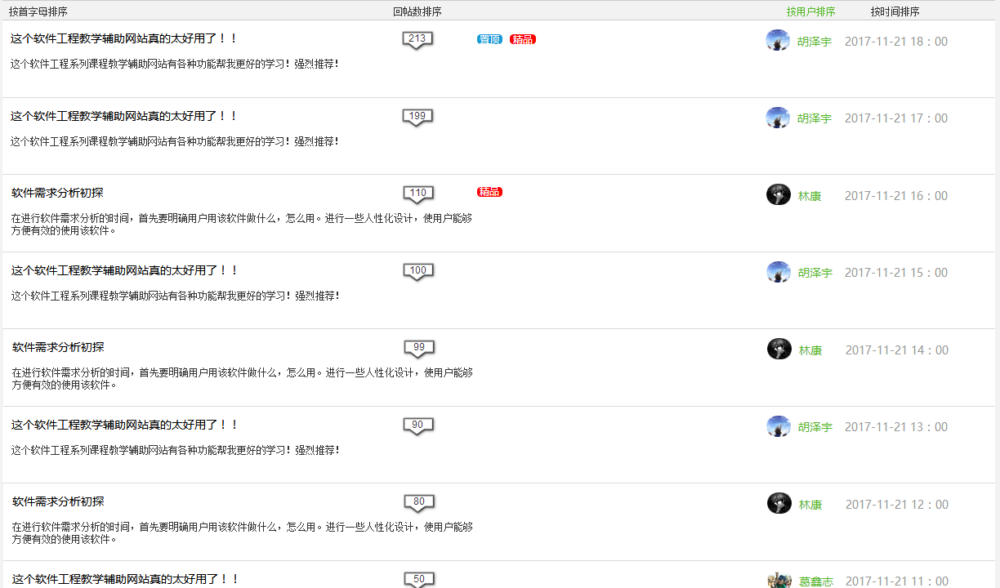 按首字母排序 回帖数排序 按用户排序 按时间排序
这个软件工程教学辅助网站真的太好用了！！ 213 置顶 精品 胡泽宇 2017-11-21 18：00
这个软件工程系列课程教学辅助网站有各种功能帮我更好的学习！强烈推荐！
这个软件工程教学辅助网站真的太好用了！！ 199 胡泽宇 2017-11-21 17：00
这个软件工程系列课程教学辅助网站有各种功能帮我更好的学习！强烈推荐！
软件需求分析初探 110 精品 林康 2017-11-21 16：00
在进行软件需求分析的时间，首先要明确用户用该软件做什么，怎么用。进行一些人性化设计，使用户能够
方便有效的使用该软件。
这个软件工程教学辅助网站真的太好用了！！ 100 胡泽宇 2017-11-21 15：00
这个软件工程系列课程教学辅助网站有各种功能帮我更好的学习！强烈推荐！
软件需求分析初探 99 林康 2017-11-21 14：00
在进行软件需求分析的时间，首先要明确用户用该软件做什么，怎么用。进行一些人性化设计，使用户能够
方便有效的使用该软件。
这个软件工程教学辅助网站真的太好用了！！ 90 胡泽宇 2017-11-21 13：00
这个软件工程系列课程教学辅助网站有各种功能帮我更好的学习！强烈推荐！
软件需求分析初探 80 林康 2017-11-21 12：00
在进行软件需求分析的时间，首先要明确用户用该软件做什么，怎么用。进行一些人性化设计，使用户能够
方便有效的使用该软件。
这个软件工程教学辅助网站真的太好用了！！ 50 葛鑫志 2017-11-21 11：00